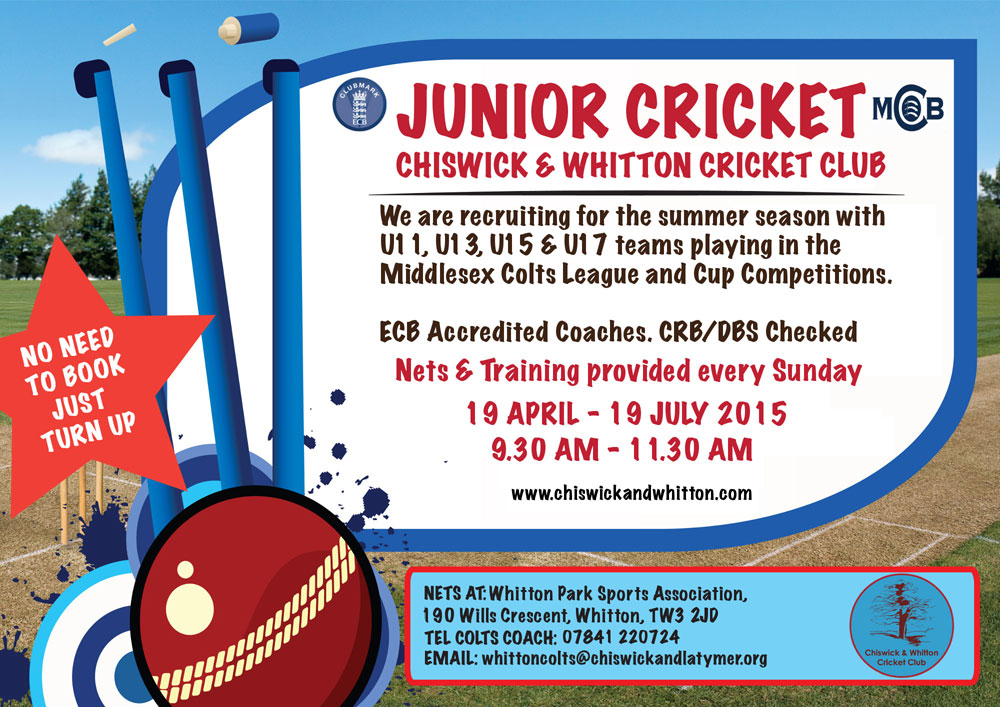 CLUBMARK
ECB
JUNIOR CRICKET
MCB
CHISWICK & WHITTON CRICKET CLUB
We are recruiting for the summer season with
U11, U13, U15 & U17 teams playing in the
Middlesex Colts League and Cup Competitions.
ECB Accredited Coaches. CRB/DBS Checked
Nets & Training provided every Sunday
19 APRIL - 19 JULY 2015
9.30 AM - 11.30 AM
www.chiswickandwhitton.com
NO NEED
TO BOOK
JUST
TURN UP
NETS AT: Whitton Park Sports Association,
190 Wills Crescent, Whitton, TW3 2JD
TEL COLTS COACH: 07841 220724
EMAIL: whittoncolts@chiswickandlatymer.org
Chiswick & Whitton
Cricket Club